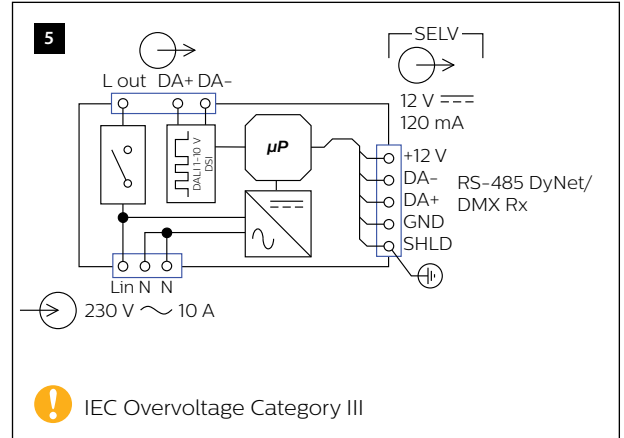 5
SELV
L out DA+ DA-
12 V ⎓
120 mA
DALI 1-10 V
DSI
µP
+12 V
DA-
DA+
GND
SHLD
RS-485 DyNet/
DMX Rx
Lin N N
230 V ~ 10 A
! IEC Overvoltage Category III